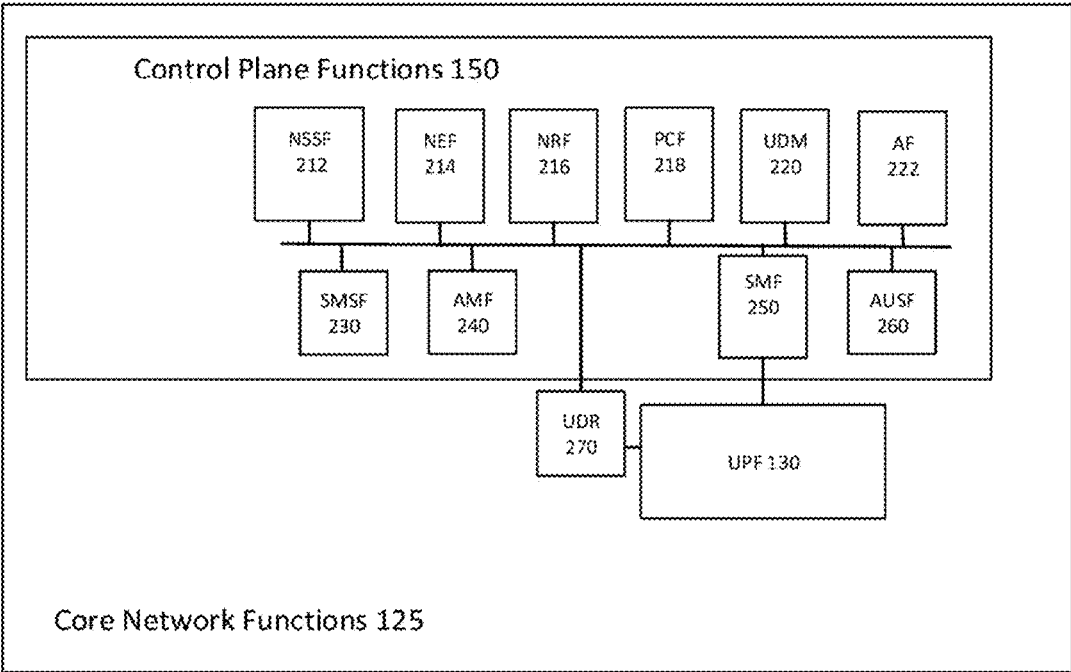 Control Plane Functions 150
NSSF
212
NEF
214
NRF
216
PCF
218
UDM
220
AF
222
SMSF
230
AMF
240
SMF
250
AUSF
260
UDR
270
UPF 130
Core Network Functions 125